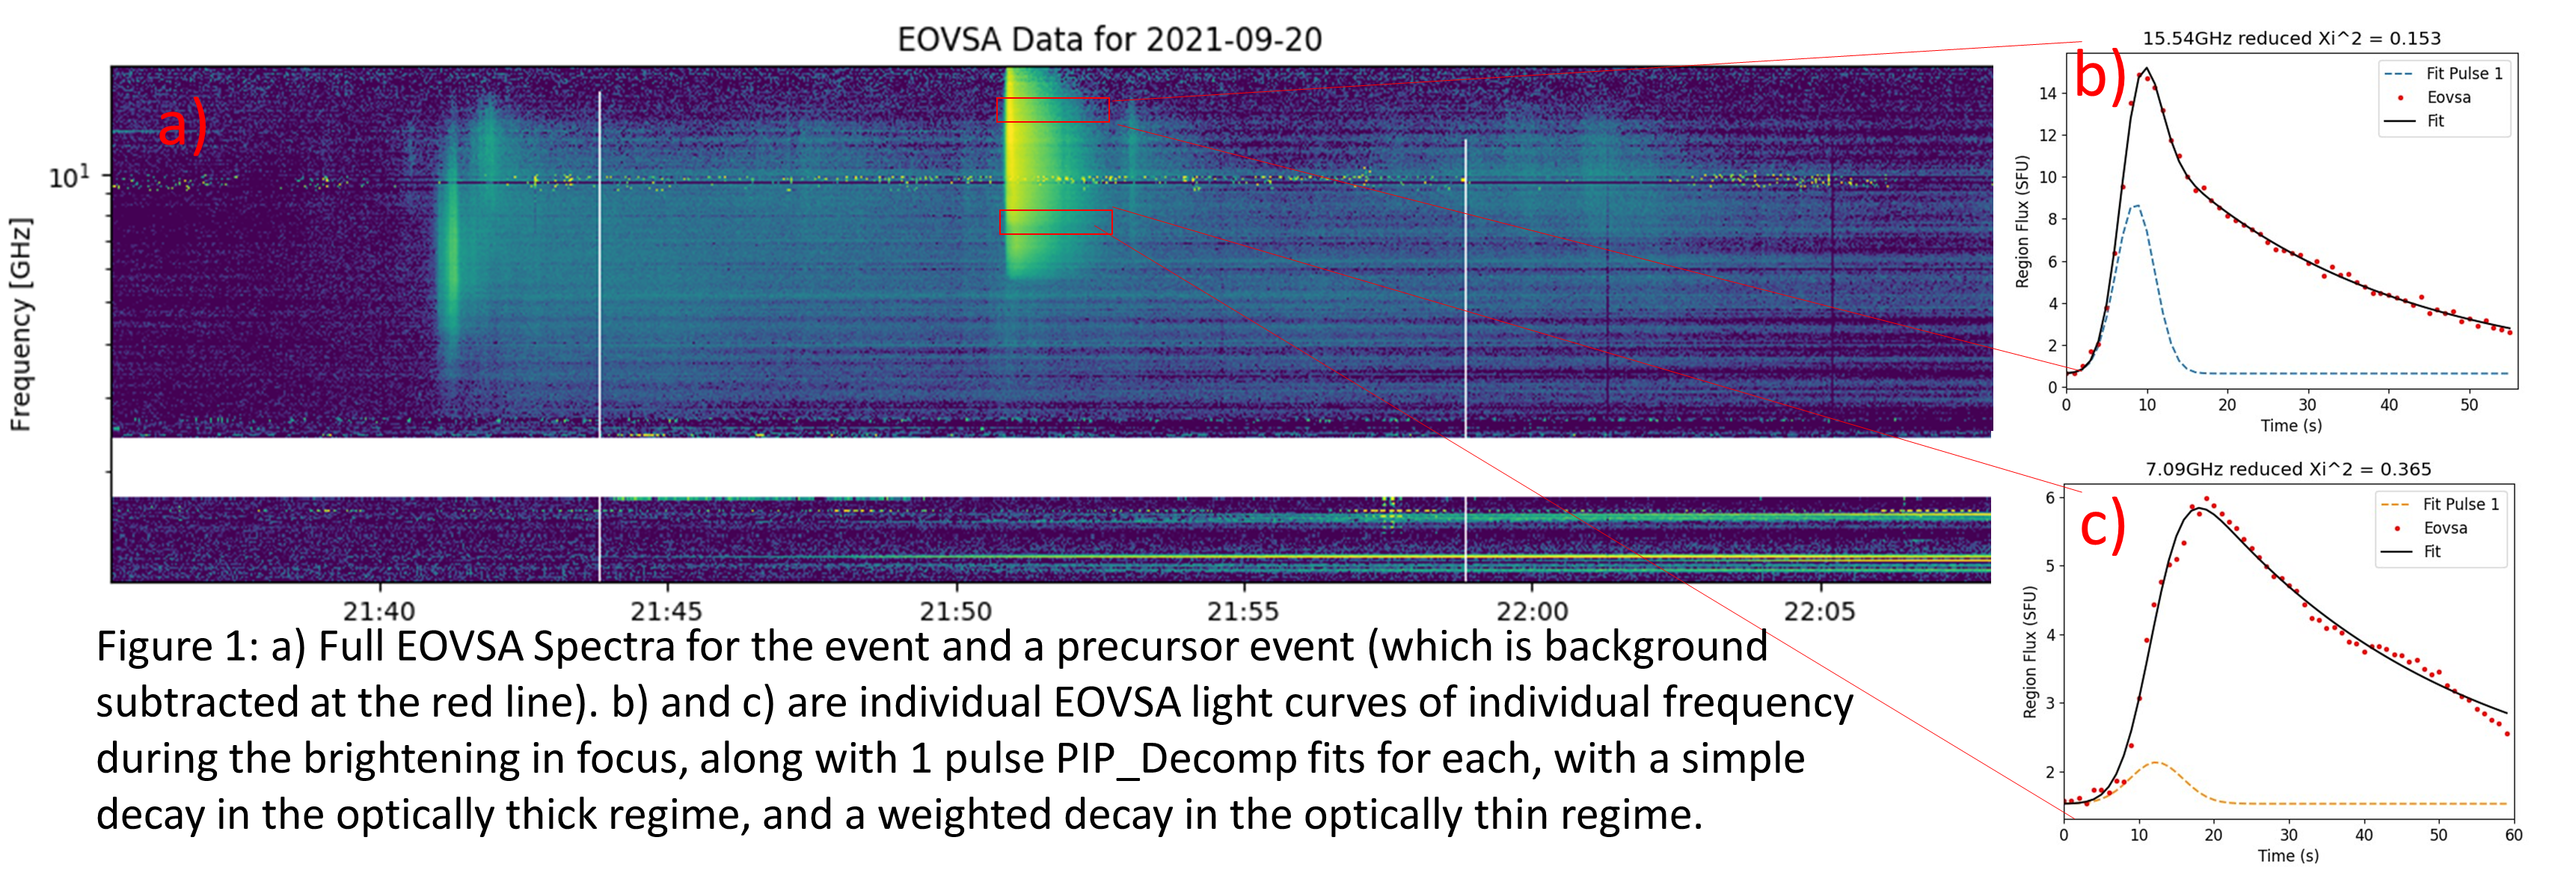 EOVSA Data for 2021-09-20
a)
Frequency [GHz]
10¹
21:40 21:45 21:50 21:55 22:00 22:05
b)
15.54GHz reduced Xi^2 = 0.153
Fit Pulse 1
Eovsa
Fit
Region Flux (SFU)
14
12
10
8
6
4
2
0
0 10 20 30 40 50
Time (s)
c)
7.09GHz reduced Xi^2 = 0.365
Fit Pulse 1
Eovsa
Fit
Region Flux (SFU)
6
5
4
3
2
0 10 20 30 40 50 60
Time (s)
Figure 1: a) Full EOVSA Spectra for the event and a precursor event (which is background
subtracted at the red line). b) and c) are individual EOVSA light curves of individual frequency
during the brightening in focus, along with 1 pulse PIP_Decomp fits for each, with a simple
decay in the optically thick regime, and a weighted decay in the optically thin regime.